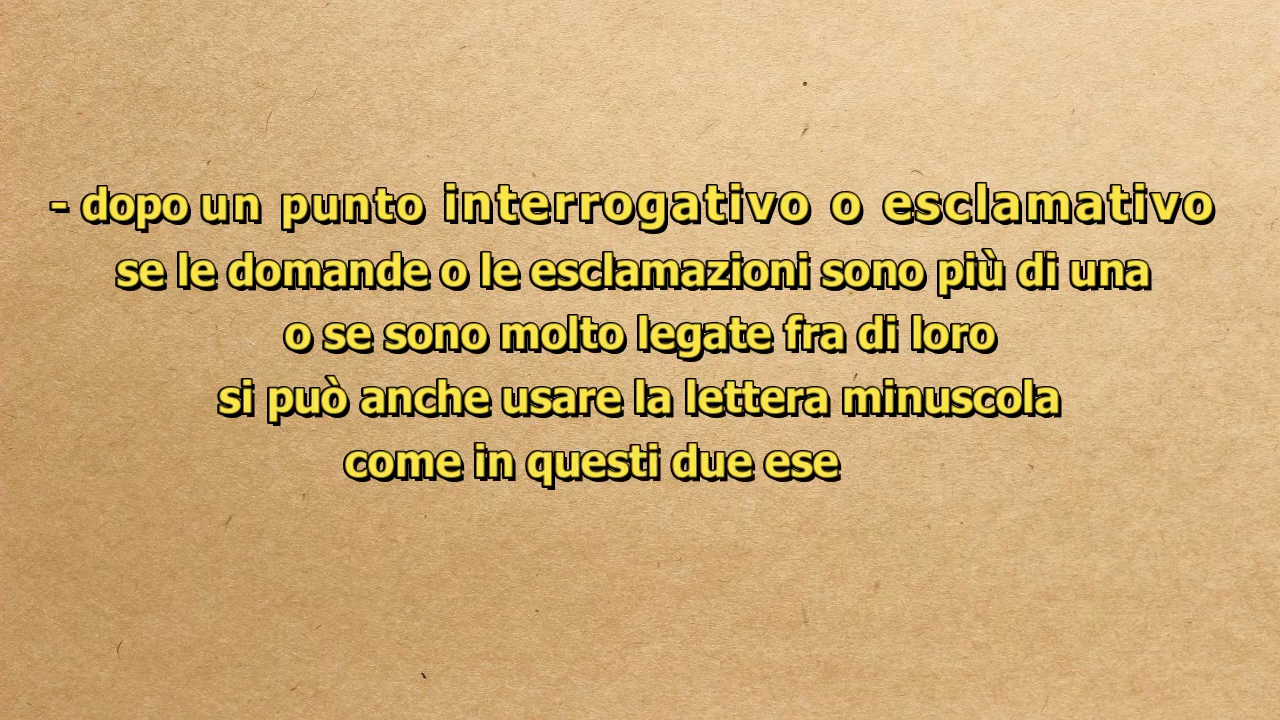 - dopo un punto interrogativo o esclamativo
se le domande o le esclamazioni sono più di una
o se sono molto legate fra di loro
si può anche usare la lettera minuscola
come in questi due ese